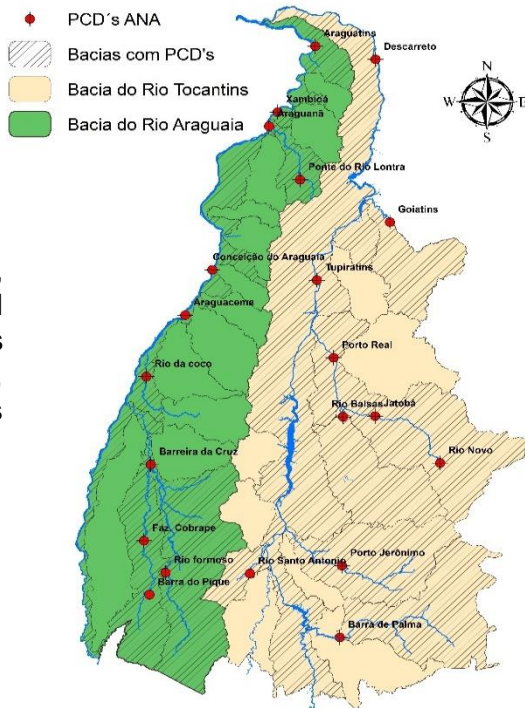 PCD´s ANA
Bacias com PCD's
Bacia do Rio Tocantins
Bacia do Rio Araguaia
N
W
E
S
Araguatins
Descarreto
Xambioá
Araguanã
Ponte do Rio Lontra
Goiatins
Conceição do Araguaia
Tupiratins
Araguacema
Porto Real
Rio da coco
Rio Balsas
Jatobá
Barreira da Cruz
Rio Novo
Faz. Cobrape
Rio formoso
Rio Santo Antonio
Porto Jerônimo
Barra do Pique
Barra de Palma